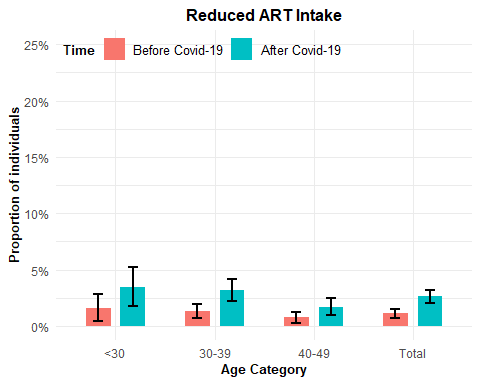 Reduced ART Intake
Time Before Covid-19 After Covid-19
25%
20%
15%
10%
5%
0%
Proportion of individuals
<30 30-39 40-49 Total
Age Category